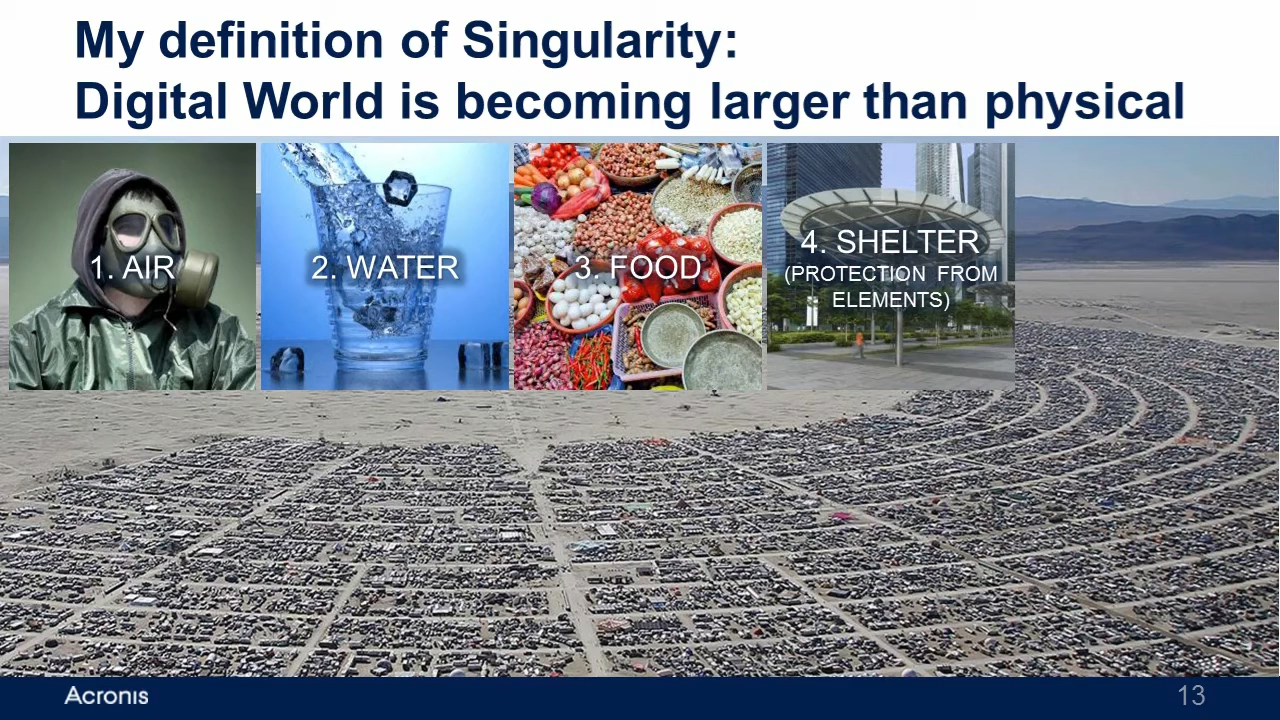 My definition of Singularity:
Digital World is becoming larger than physical
1. AIR
2. WATER
3. FOOD
4. SHELTER
(PROTECTION FROM
ELEMENTS)
Acronis
13